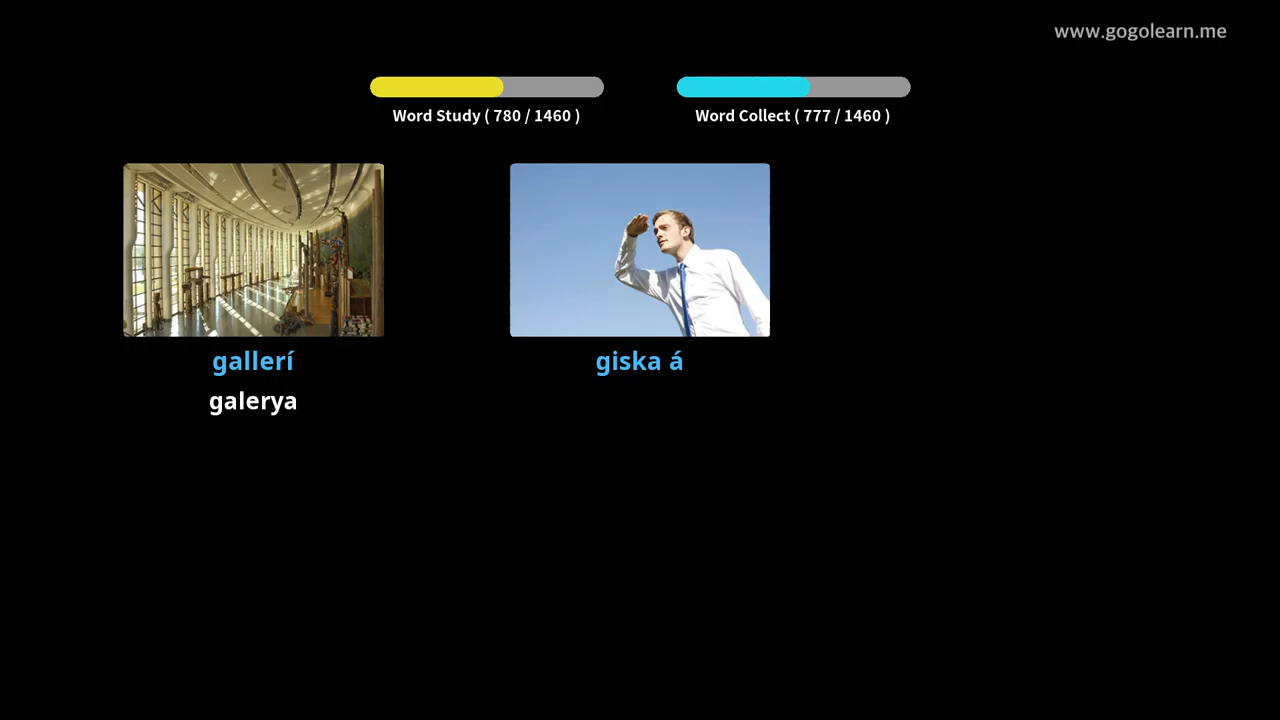 www.gogolearn.me
Word Study ( 780 / 1460 )
Word Collect ( 777 / 1460 )
gallerí
galerya
giska á